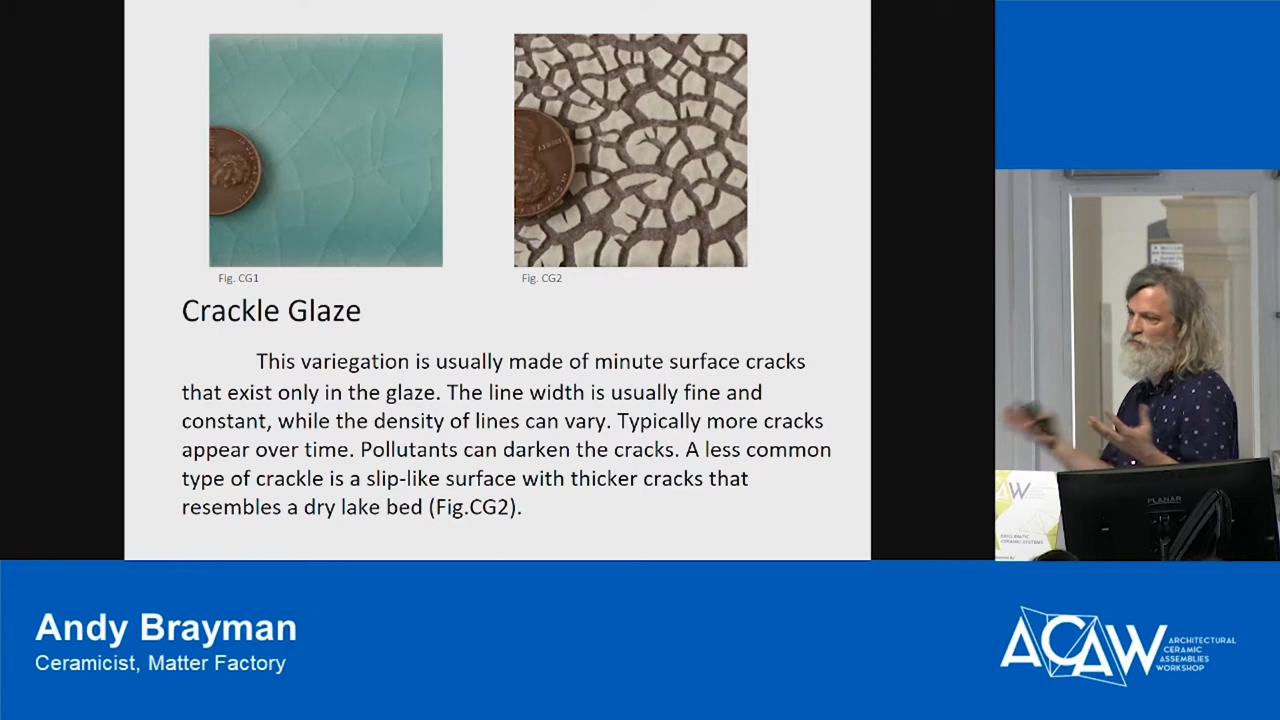 Fig. CG1
Fig. CG2
Crackle Glaze
This variegation is usually made of minute surface cracks
that exist only in the glaze. The line width is usually fine and
constant, while the density of lines can vary. Typically more cracks
appear over time. Pollutants can darken the cracks. A less common
type of crackle is a slip-like surface with thicker cracks that
resembles a dry lake bed (Fig.CG2).
PLANAR
Andy Brayman
Ceramicist, Matter Factory
ACAW
ARCHITECTURAL
CERAMIC
ASSEMBLIES
WORKSHOP